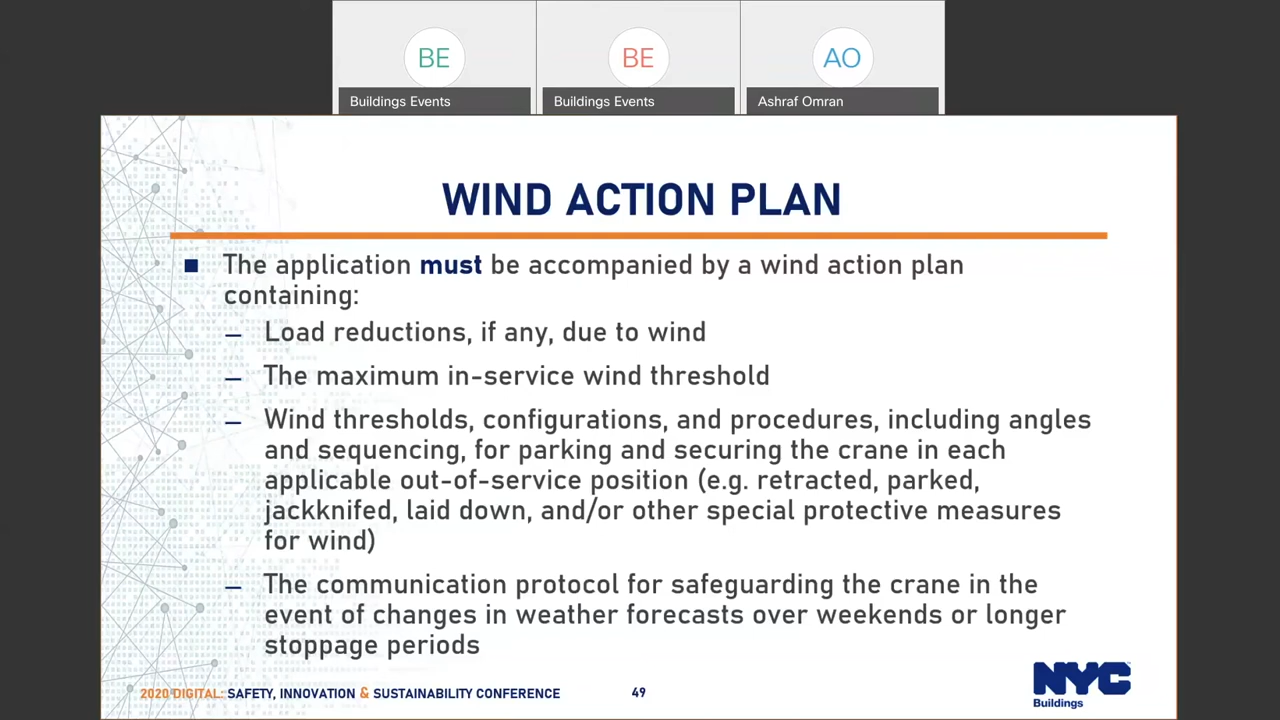 BE
BE
AO
Buildings Events
Buildings Events
Ashraf Omran
WIND ACTION PLAN
■ The application must be accompanied by a wind action plan
containing:
– Load reductions, if any, due to wind
– The maximum in-service wind threshold
– Wind thresholds, configurations, and procedures, including angles
and sequencing, for parking and securing the crane in each
applicable out-of-service position (e.g. retracted, parked,
jackknifed, laid down, and/or other special protective measures
for wind)
– The communication protocol for safeguarding the crane in the
event of changes in weather forecasts over weekends or longer
stoppage periods
2020 DIGITAL: SAFETY, INNOVATION & SUSTAINABILITY CONFERENCE
49
NYC
Buildings